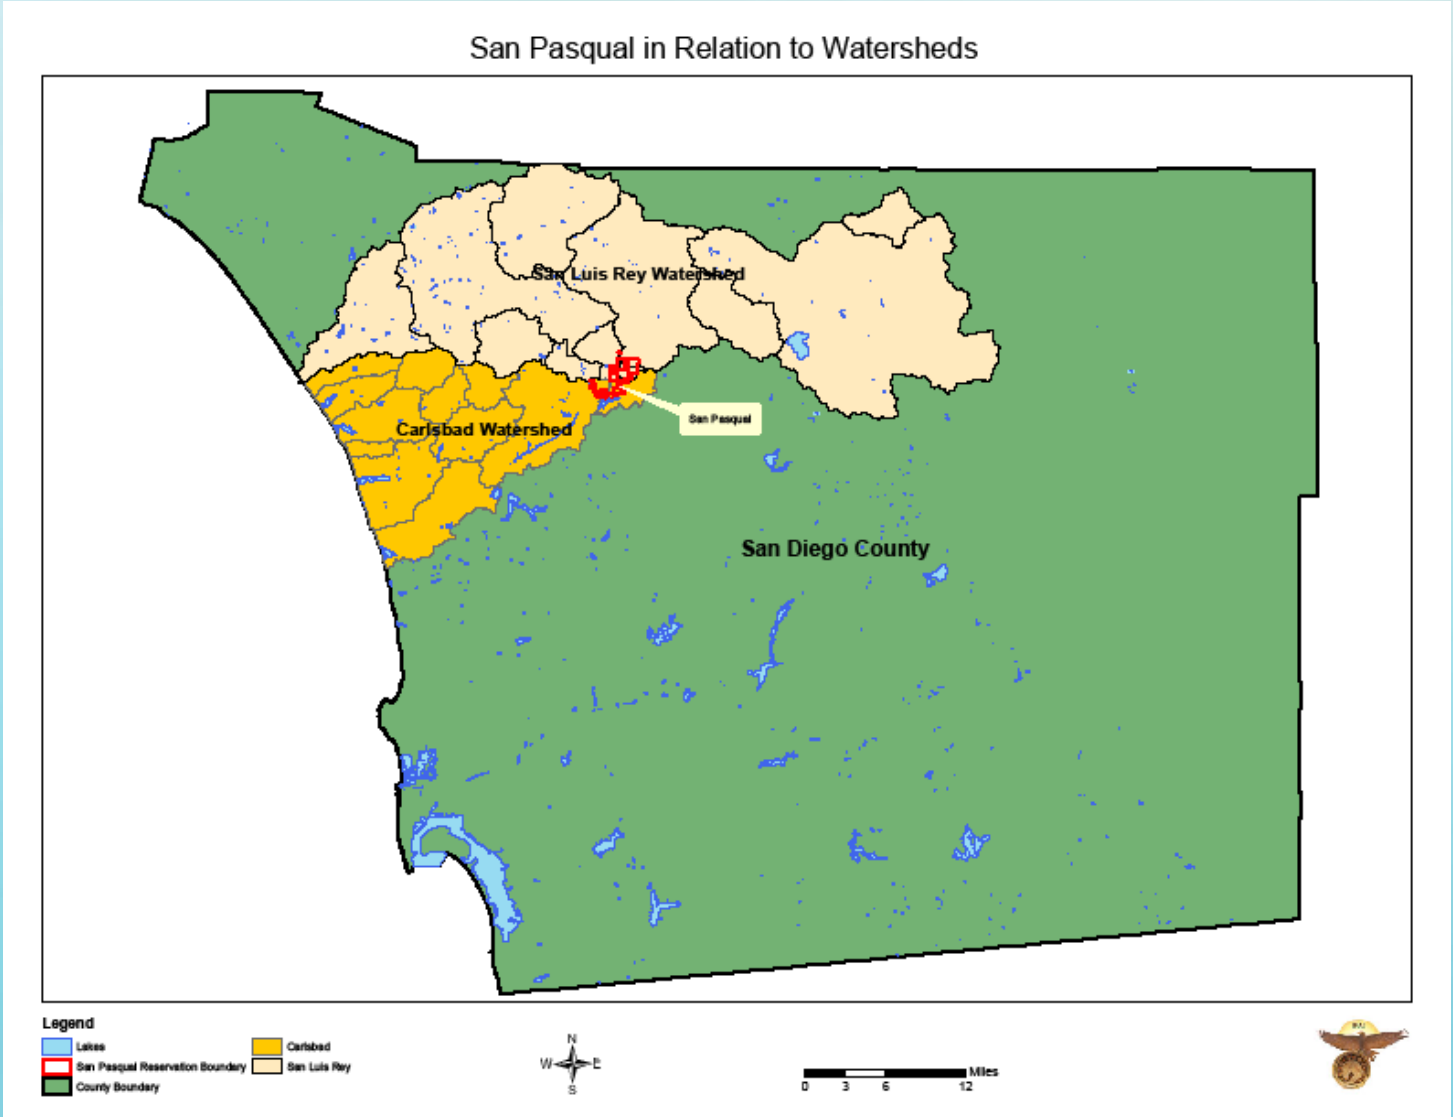 San Pasqual in Relation to Watersheds
San Luis Rey Watershed
Carlsbad Watershed
San Pasqual
San Diego County
Legend
Lakes
San Pasqual Reservation Boundary
County Boundary
Carlsbad
San Luis Rey
N
W E
S
Miles
0 3 6 12